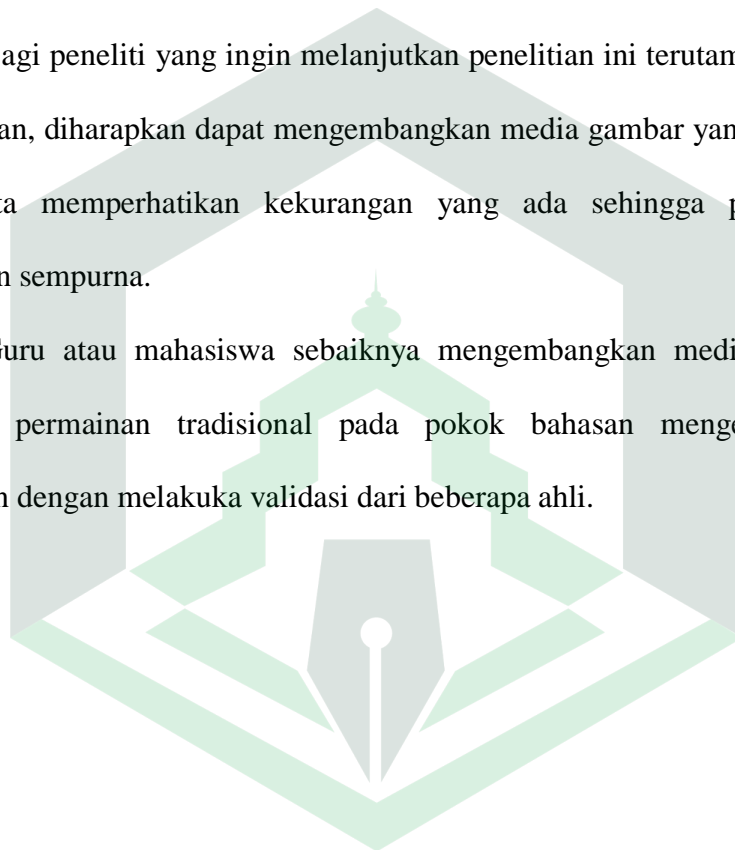 agi peneliti yang ingin melanjutkan penelitian ini terutam
an, diharapkan dapat mengembangkan media gambar yan
ta memperhatikan kekurangan yang ada sehingga p
n sempurna.
Guru atau mahasiswa sebaiknya mengembangkan medi
permainan tradisional pada pokok bahasan menge
n dengan melakuka validasi dari beberapa ahli.